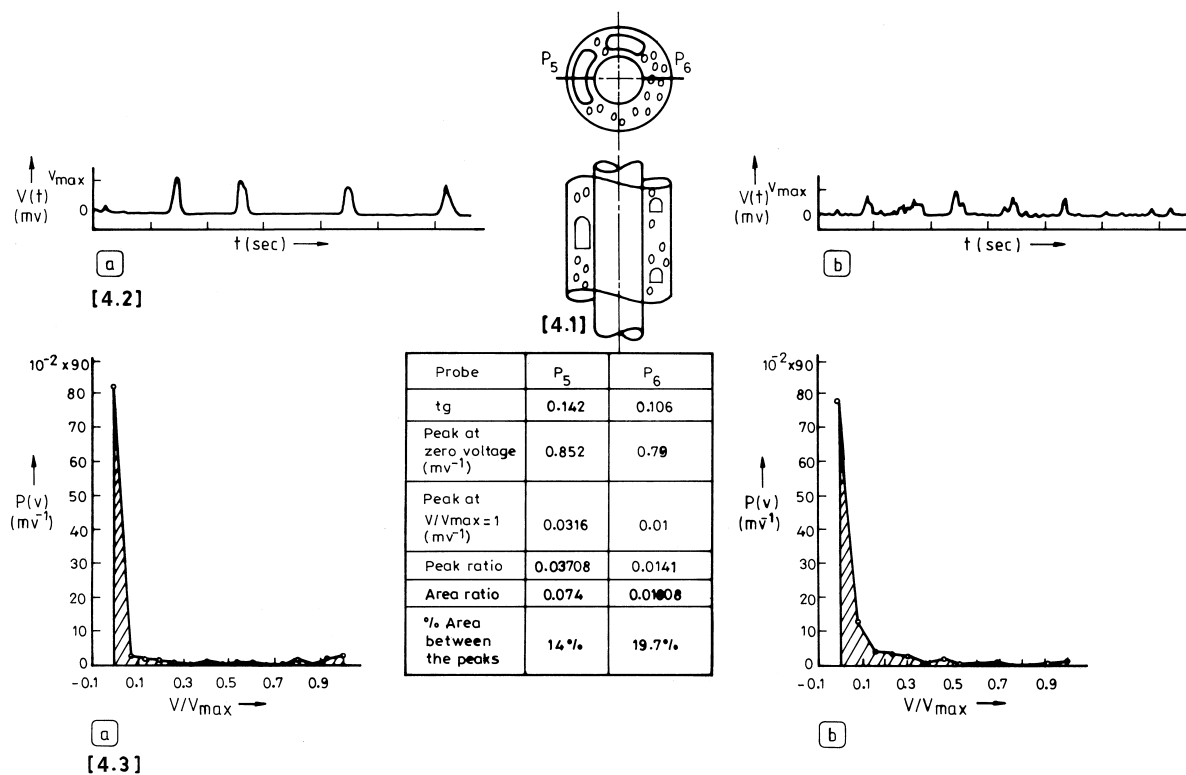 P5 P6
V(t) (mv) Vmax 0
t (sec)
a
[4.2]
[4.1]
V(t) (mv) Vmax 0
t (sec)
b
10^-2 x 90
80
70
60
50
40
30
20
10
0
P(v)
(mv^-1)
-0.1 0.1 0.3 0.5 0.7 0.9
V/Vmax
a
[4.3]
Probe P5 P6
tg 0.142 0.106
Peak at
zero voltage 0.852 0.79
(mv^-1)
Peak at
V/Vmax = 1 0.0316 0.01
(mv^-1)
Peak ratio 0.03708 0.0141
Area ratio 0.074
% Area
between 14% 19.7%
the peaks
10^-2 x 90
80
70
60
50
40
30
20
10
0
P(v)
(mv^-1)
-0.1 0.1 0.3 0.5 0.7 0.9
V/Vmax
b